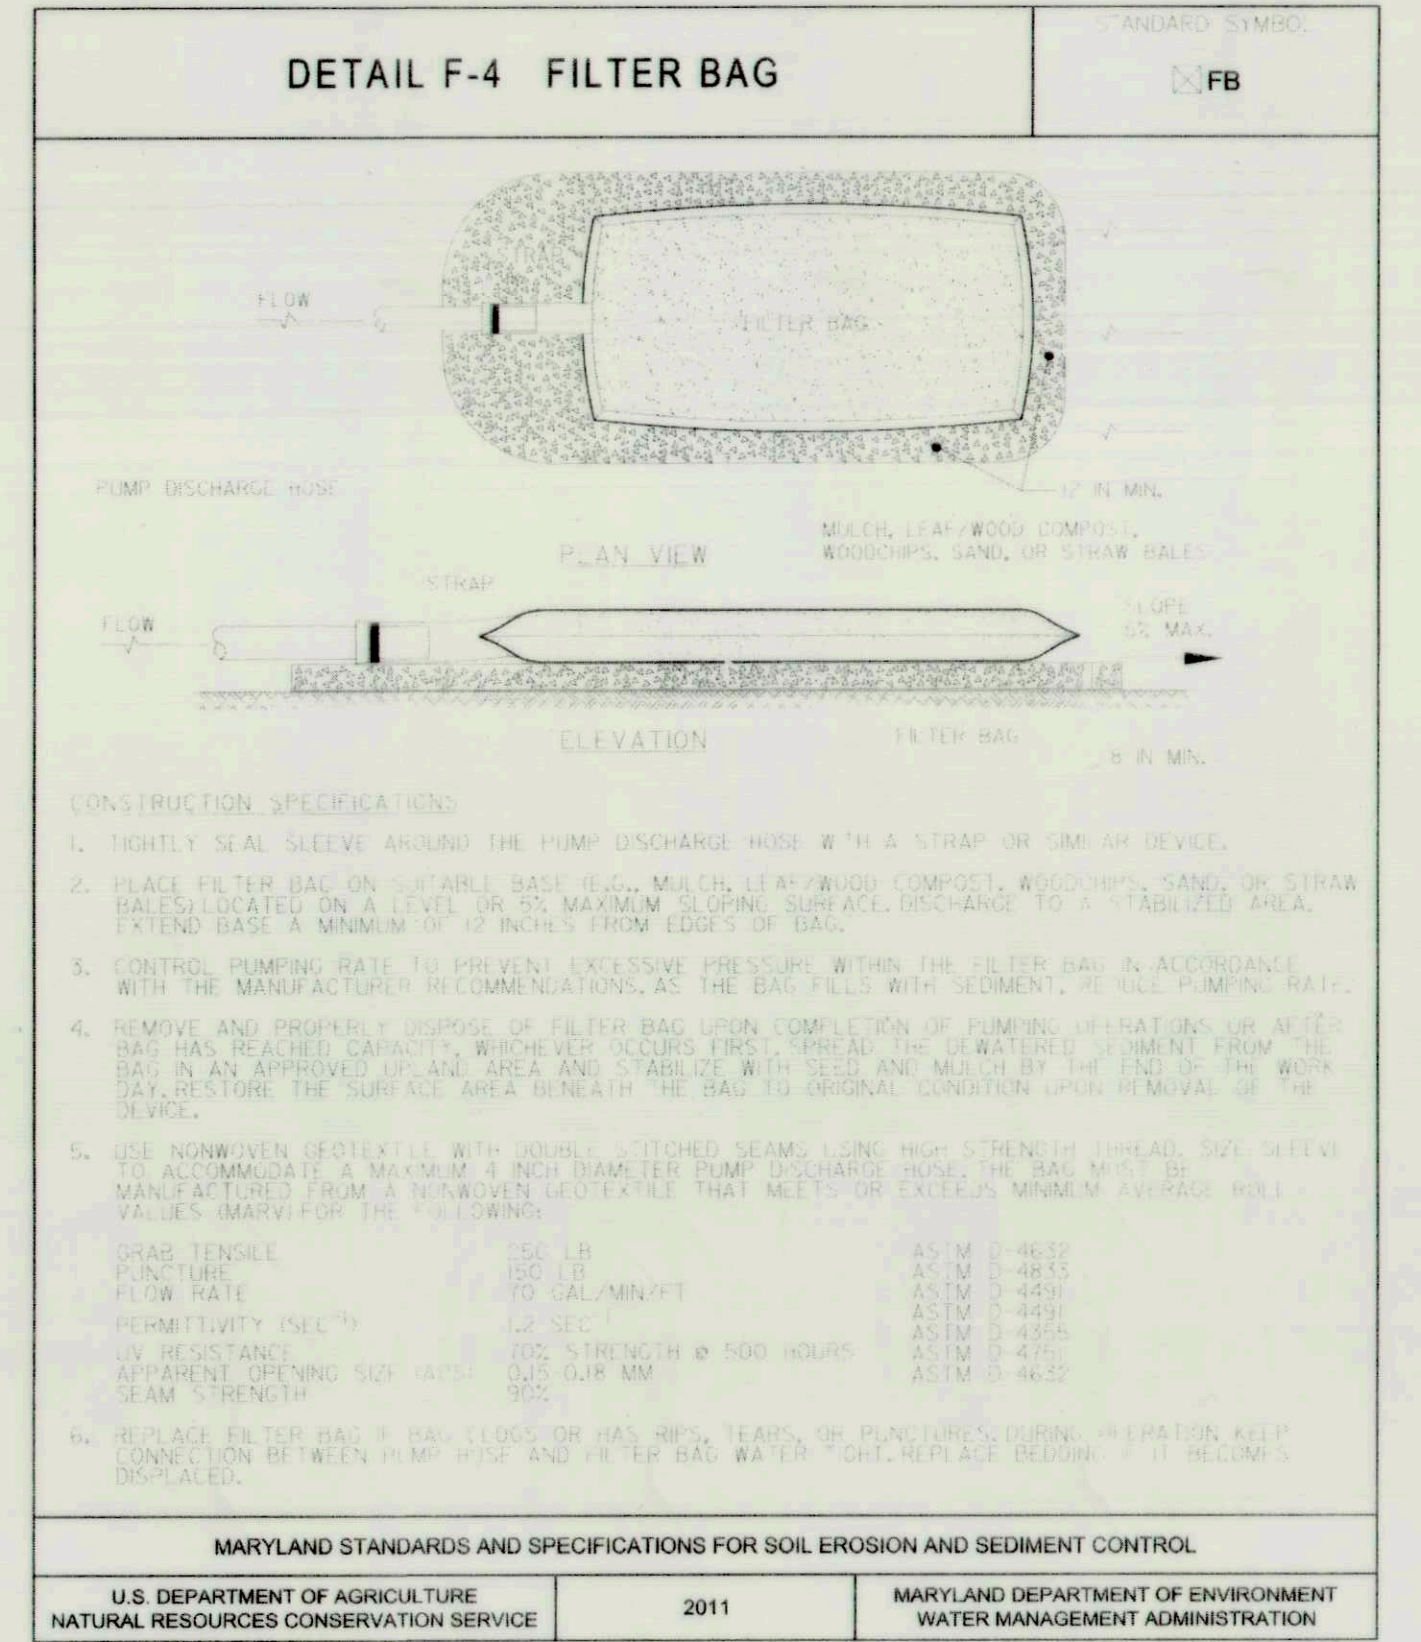 DETAIL F-4 FILTER BAG
STANDARD SYMBOL
FB
STRAP
FLOW
FILTER BAG
PUMP DISCHARGE HOSE
12 IN MIN.
MULCH, LEAF/WOOD COMPOST,
WOODCHIPS, SAND, OR STRAW BALES
PLAN VIEW
STRAP
FLOW
SLOPE
5% MAX.
ELEVATION
FILTER BAG
8 IN MIN.
CONSTRUCTION SPECIFICATIONS
1. TIGHTLY SEAL SLEEVE AROUND THE PUMP DISCHARGE HOSE WITH A STRAP OR SIMILAR DEVICE.
2. PLACE FILTER BAG ON SUITABLE BASE (E.G., MULCH, LEAF/WOOD COMPOST, WOODCHIPS, SAND, OR STRAW
BALES) LOCATED ON A LEVEL OR 5% MAXIMUM SLOPING SURFACE. DISCHARGE TO A STABILIZED AREA.
EXTEND BASE A MINIMUM OF 12 INCHES FROM EDGES OF BAG.
3. CONTROL PUMPING RATE TO PREVENT EXCESSIVE PRESSURE WITHIN THE FILTER BAG IN ACCORDANCE
WITH THE MANUFACTURER RECOMMENDATIONS. AS THE BAG FILLS WITH SEDIMENT, REDUCE PUMPING RATE.
4. REMOVE AND PROPERLY DISPOSE OF FILTER BAG UPON COMPLETION OF PUMPING OPERATIONS OR AFTER
BAG HAS REACHED CAPACITY, WHICHEVER OCCURS FIRST. SPREAD THE DEWATERED SEDIMENT FROM THE
BAG IN AN APPROVED UPLAND AREA AND STABILIZE WITH SEED AND MULCH BY THE END OF THE WORK
DAY. RESTORE THE SURFACE AREA BENEATH THE BAG TO ORIGINAL CONDITION UPON REMOVAL OF THE
DEVICE.
5. USE NONWOVEN GEOTEXTILE WITH DOUBLE STITCHED SEAMS USING HIGH STRENGTH THREAD. SIZE SLEEVE
TO ACCOMMODATE A MAXIMUM 4 INCH DIAMETER PUMP DISCHARGE HOSE. THE BAG MUST BE
MANUFACTURED FROM A NONWOVEN GEOTEXTILE THAT MEETS OR EXCEEDS MINIMUM AVERAGE ROLL
VALUES (MARV) FOR THE FOLLOWING:
GRAB TENSILE 250 LB ASTM D-4632
PUNCTURE 150 LB ASTM D-4833
FLOW RATE 70 GAL/MIN/FT ASTM D-4491
PERMITTIVITY (SEC⁻¹) 1.2 SEC⁻¹ ASTM D-4491
UV RESISTANCE 70% STRENGTH @ 500 HOURS ASTM D-4355
APPARENT OPENING SIZE (AOS) 0.15-0.18 MM ASTM D-4751
SEAM STRENGTH 90% ASTM D-4632
6. REPLACE FILTER BAG IF BAG CLOGS OR HAS RIPS, TEARS, OR PUNCTURES. DURING OPERATION KEEP
CONNECTION BETWEEN PUMP HOSE AND FILTER BAG WATER TIGHT. REPLACE BEDDING IF IT BECOMES
DISPLACED.
MARYLAND STANDARDS AND SPECIFICATIONS FOR SOIL EROSION AND SEDIMENT CONTROL
U.S. DEPARTMENT OF AGRICULTURE
NATURAL RESOURCES CONSERVATION SERVICE
2011
MARYLAND DEPARTMENT OF ENVIRONMENT
WATER MANAGEMENT ADMINISTRATION